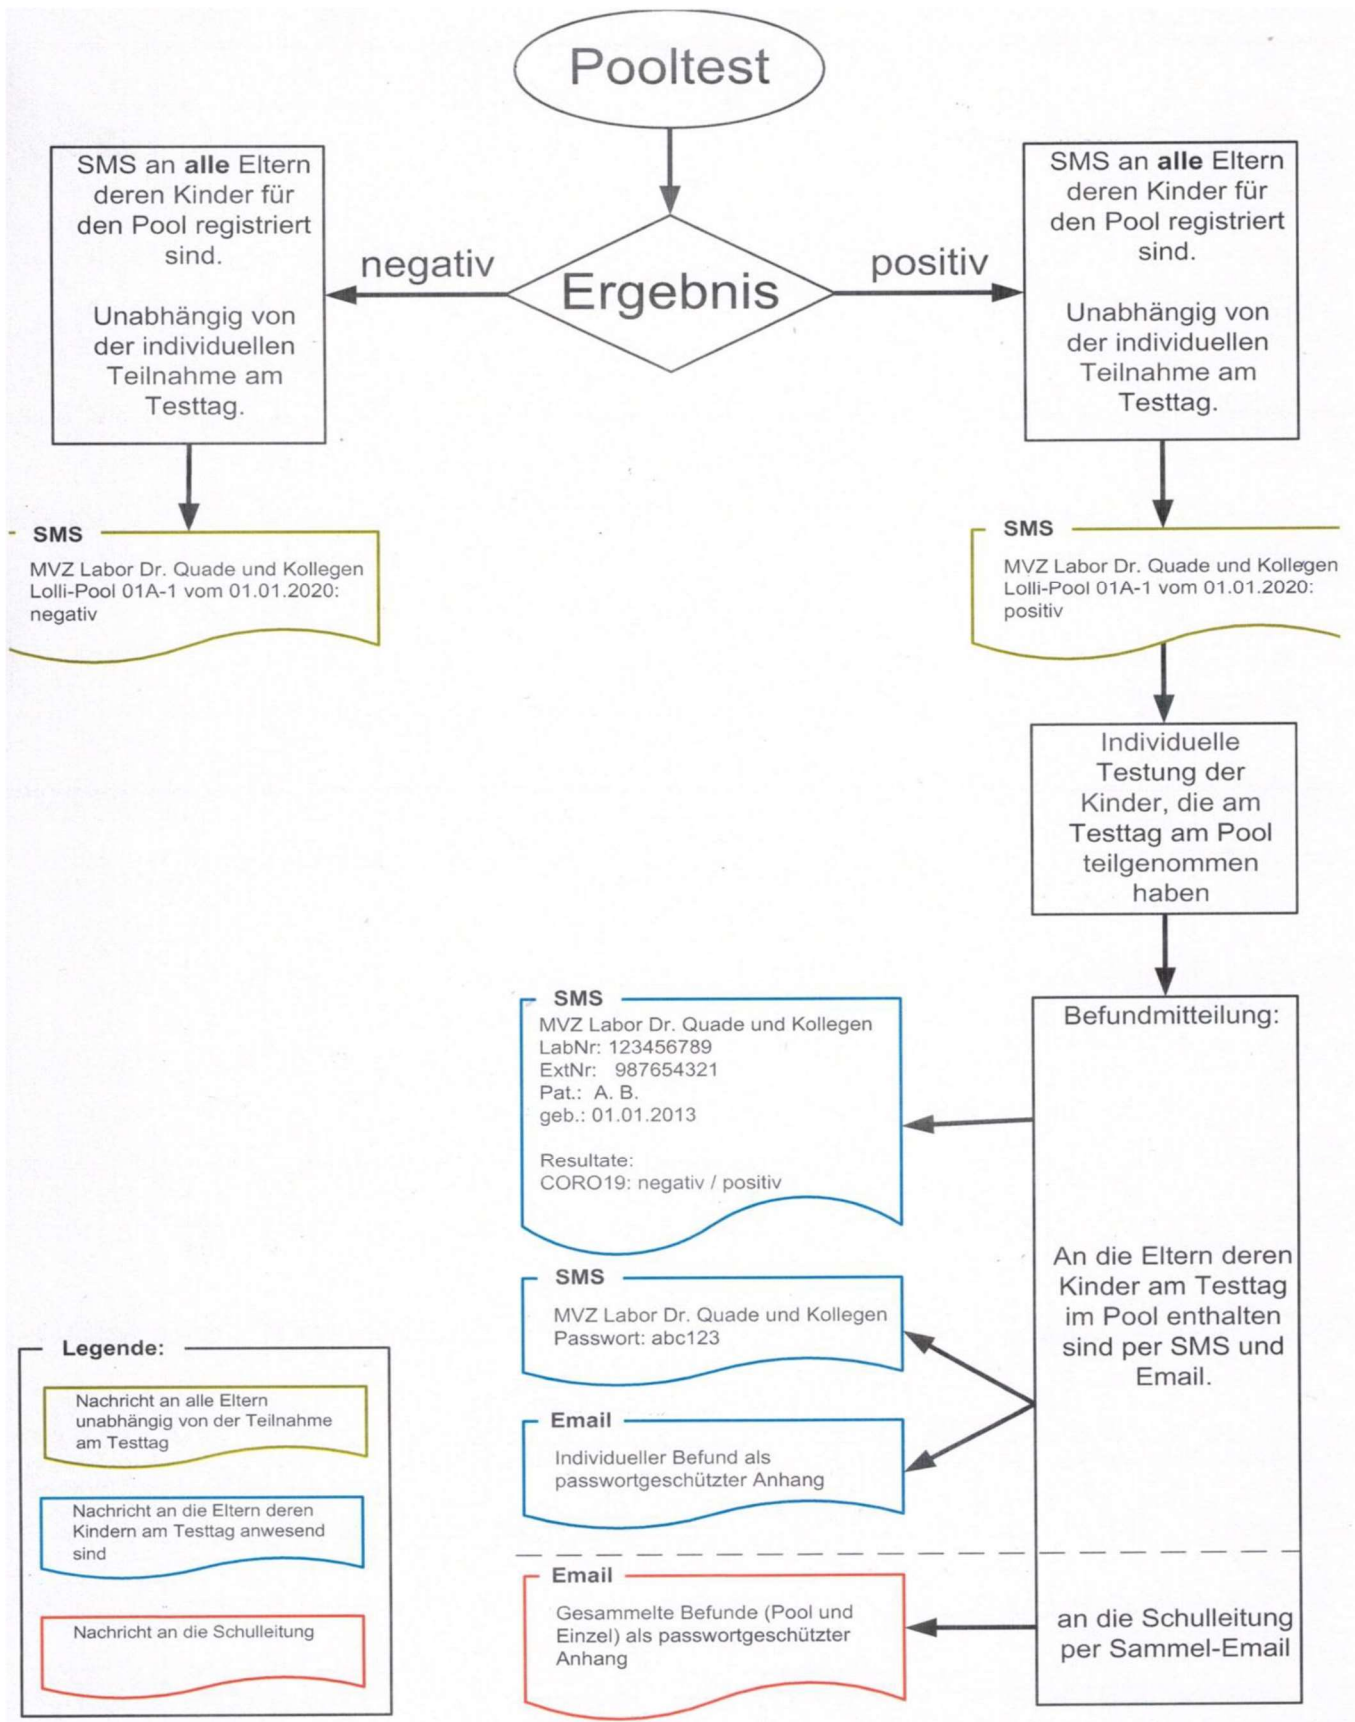 Pooltest
SMS an alle Eltern
deren Kinder für
den Pool registriert
sind.
Unabhängig von
der individuellen
Teilnahme am
Testtag.
negativ
Ergebnis
positiv
SMS an alle Eltern
deren Kinder für
den Pool registriert
sind.
Unabhängig von
der individuellen
Teilnahme am
Testtag.
SMS
MVZ Labor Dr. Quade und Kollegen
Lolli-Pool 01A-1 vom 01.01.2020:
negativ
SMS
MVZ Labor Dr. Quade und Kollegen
Lolli-Pool 01A-1 vom 01.01.2020:
positiv
Individuelle
Testung der
Kinder, die am
Testtag am Pool
teilgenommen
haben
Befundmitteilung:
An die Eltern deren
Kinder am Testtag
im Pool enthalten
sind per SMS und
Email.
an die Schulleitung
per Sammel-Email
SMS
MVZ Labor Dr. Quade und Kollegen
LabNr: 123456789
ExtNr: 987654321
Pat.: A. B.
geb.: 01.01.2013
Resultate:
CORO19: negativ / positiv
SMS
MVZ Labor Dr. Quade und Kollegen
Passwort: abc123
Email
Individueller Befund als
passwortgeschützter Anhang
Email
Gesammelte Befunde (Pool und
Einzel) als passwortgeschützter
Anhang
Legende:
Nachricht an alle Eltern
unabhängig von der Teilnahme
am Testtag
Nachricht an die Eltern deren
Kindern am Testtag anwesend
sind
Nachricht an die Schulleitung